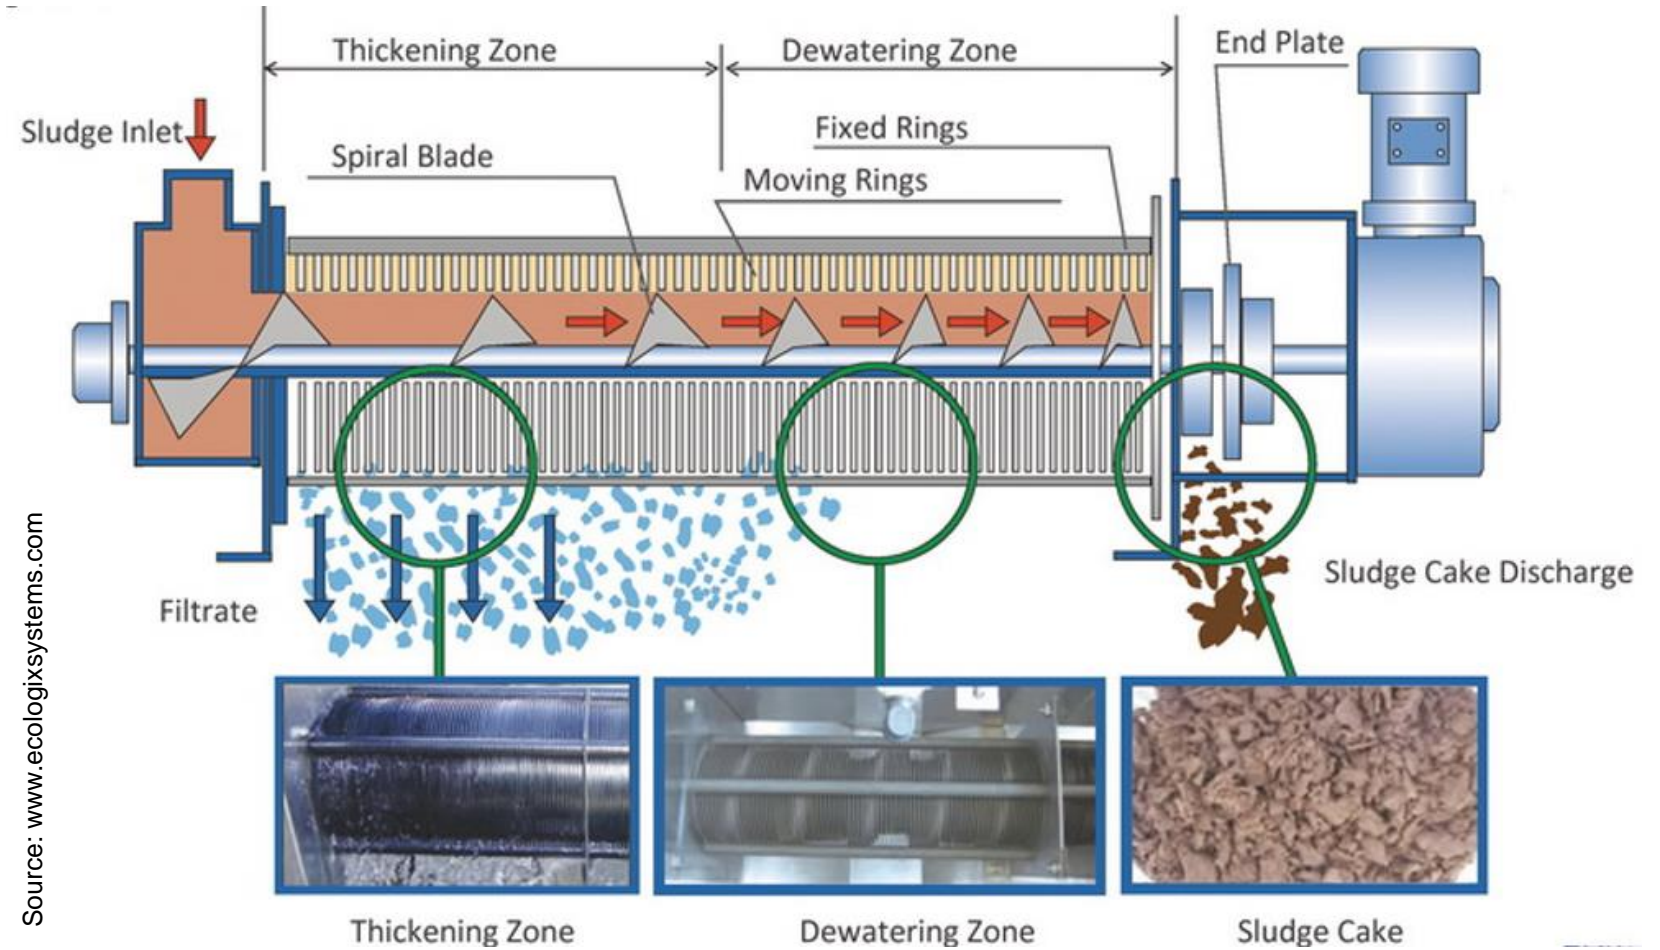 Thickening Zone
Dewatering Zone
End Plate
Sludge Inlet
Fixed Rings
Spiral Blade
Moving Rings
Sludge Cake Discharge
Filtrate
Source: www.ecologixsystems.com
Thickening Zone
Dewatering Zone
Sludge Cake